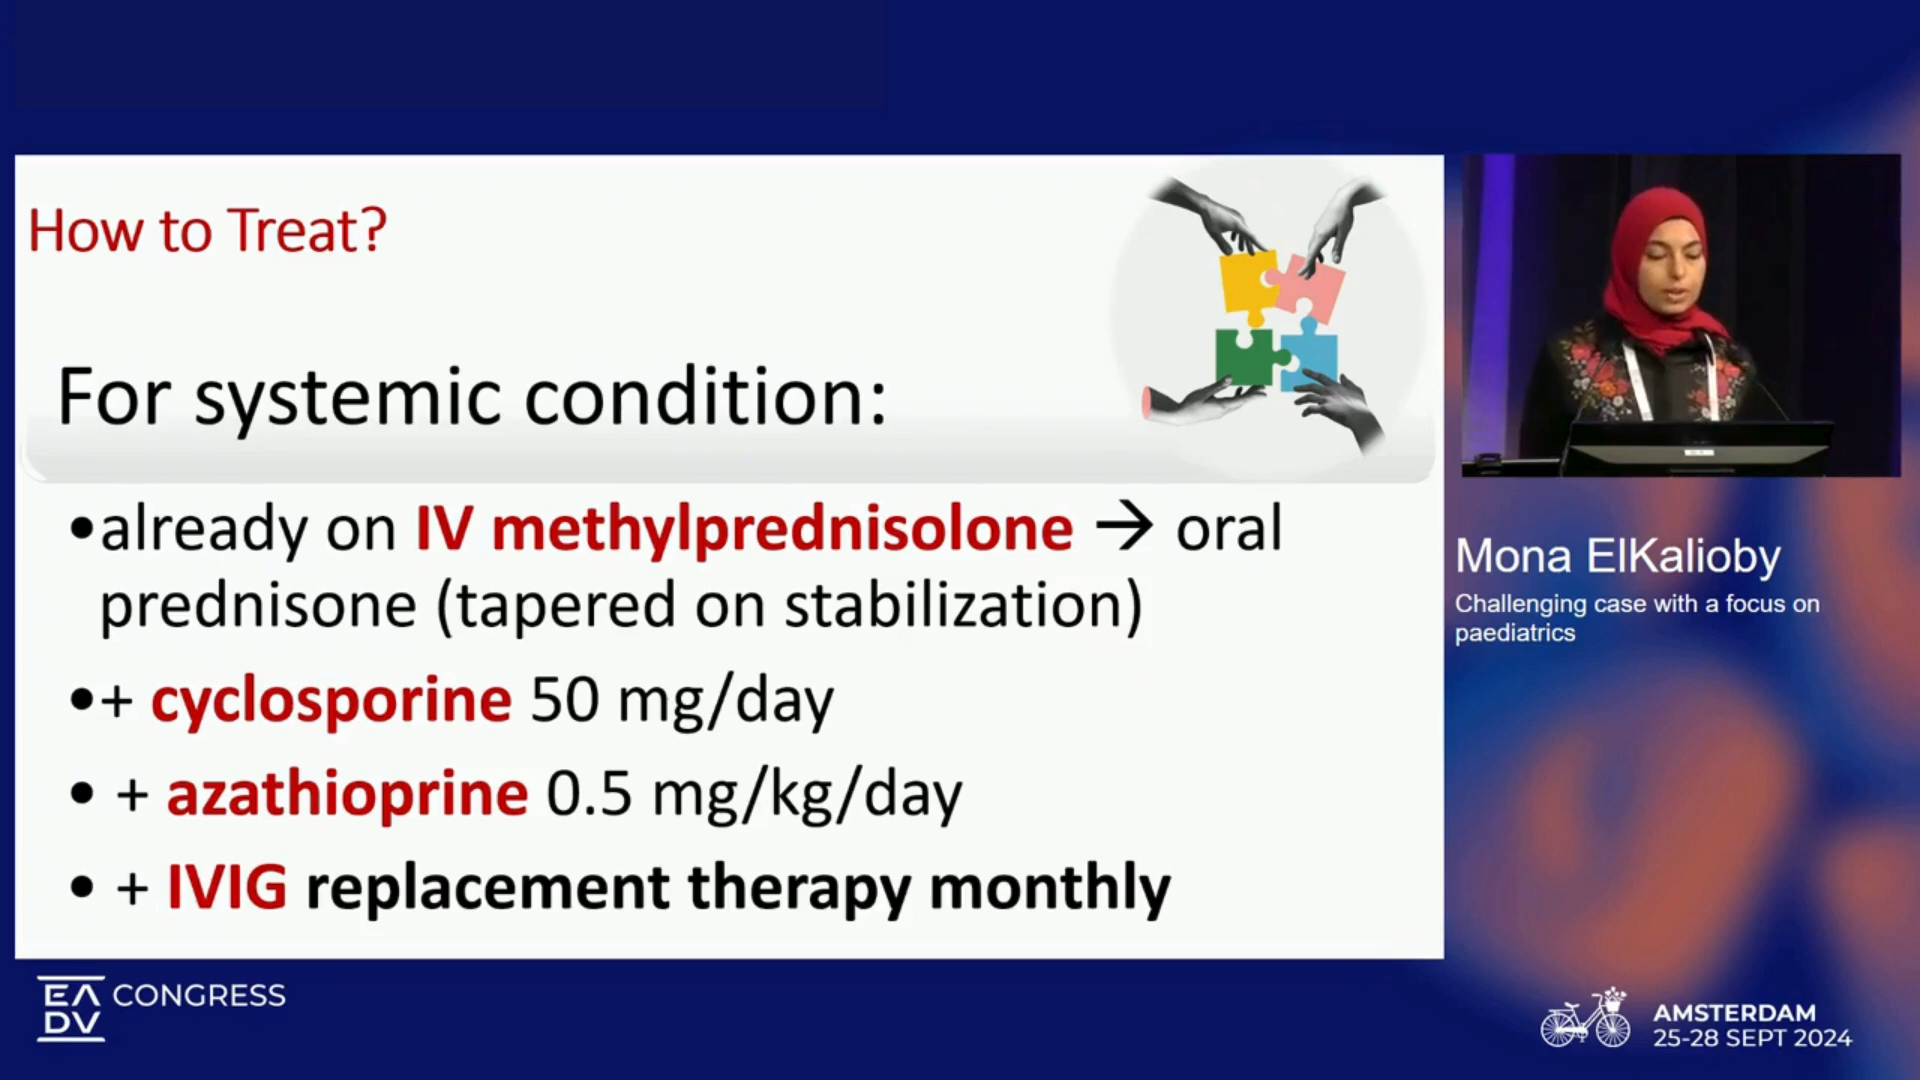 How to Treat?
For systemic condition:
•already on IV methylprednisolone → oral
prednisone (tapered on stabilization)
•+ cyclosporine 50 mg/day
• + azathioprine 0.5 mg/kg/day
• + IVIG replacement therapy monthly
Mona ElKalioby
Challenging case with a focus on
paediatrics
EADV CONGRESS
AMSTERDAM
25-28 SEPT 2024